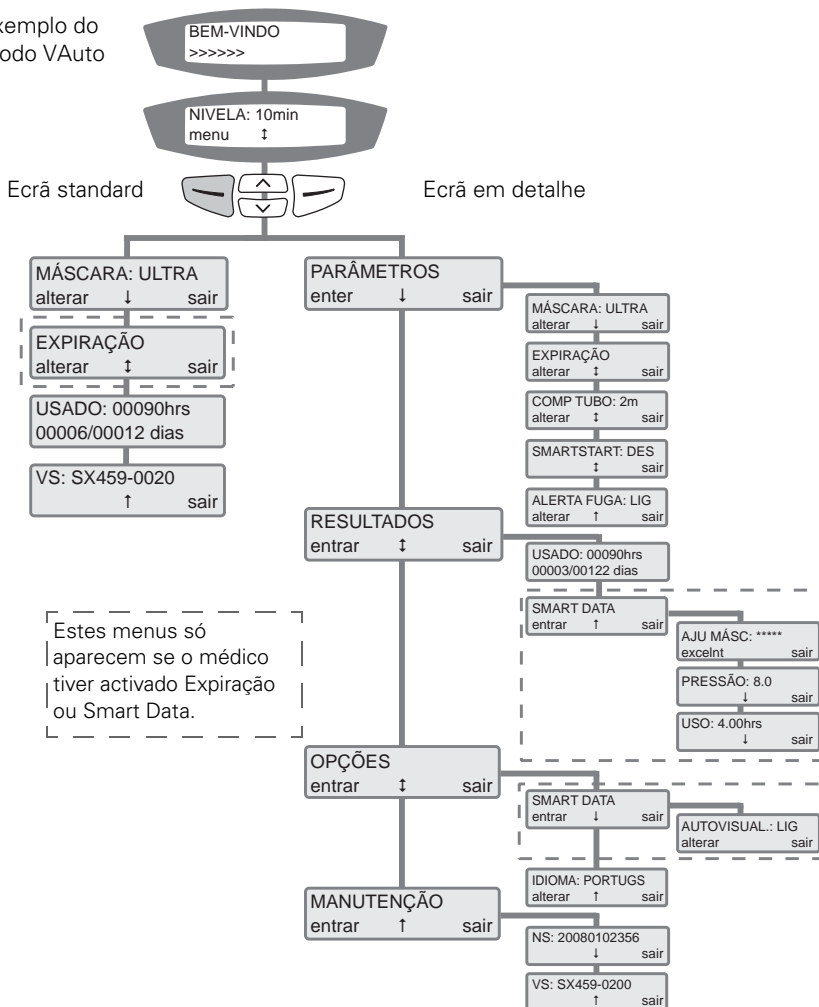 xemplo do
odo VAuto
BEM-VINDO
>>>>>>
NIVELA: 10min
menu ↕
Ecrã standard
Ecrã em detalhe
MÁSCARA: ULTRA
alterar ↓ sair
EXPIRAÇÃO
alterar ↕ sair
USADO: 00090hrs
00006/00012 dias
VS: SX459-0020
↑ sair
Estes menus só
aparecem se o médico
tiver activado Expiração
ou Smart Data.
PARÂMETROS
enter ↓ sair
MÁSCARA: ULTRA
alterar ↓ sair
EXPIRAÇÃO
alterar ↕ sair
COMP TUBO: 2m
alterar ↕ sair
SMARTSTART: DES
↕ sair
ALERTA FUGA: LIG
alterar ↑ sair
RESULTADOS
entrar ↕ sair
USADO: 00090hrs
00003/00122 dias
SMART DATA
entrar ↑ sair
AJU MÁSC: *****
excelnt sair
PRESSÃO: 8.0
↓ sair
USO: 4.00hrs
↓ sair
OPÇÕES
entrar ↕ sair
SMART DATA
entrar ↓ sair
AUTOVISUAL.: LIG
alterar sair
IDIOMA: PORTUGS
alterar ↑ sair
MANUTENÇÃO
entrar ↑ sair
NS: 20080102356
↓ sair
VS: SX459-0200
↑ sair